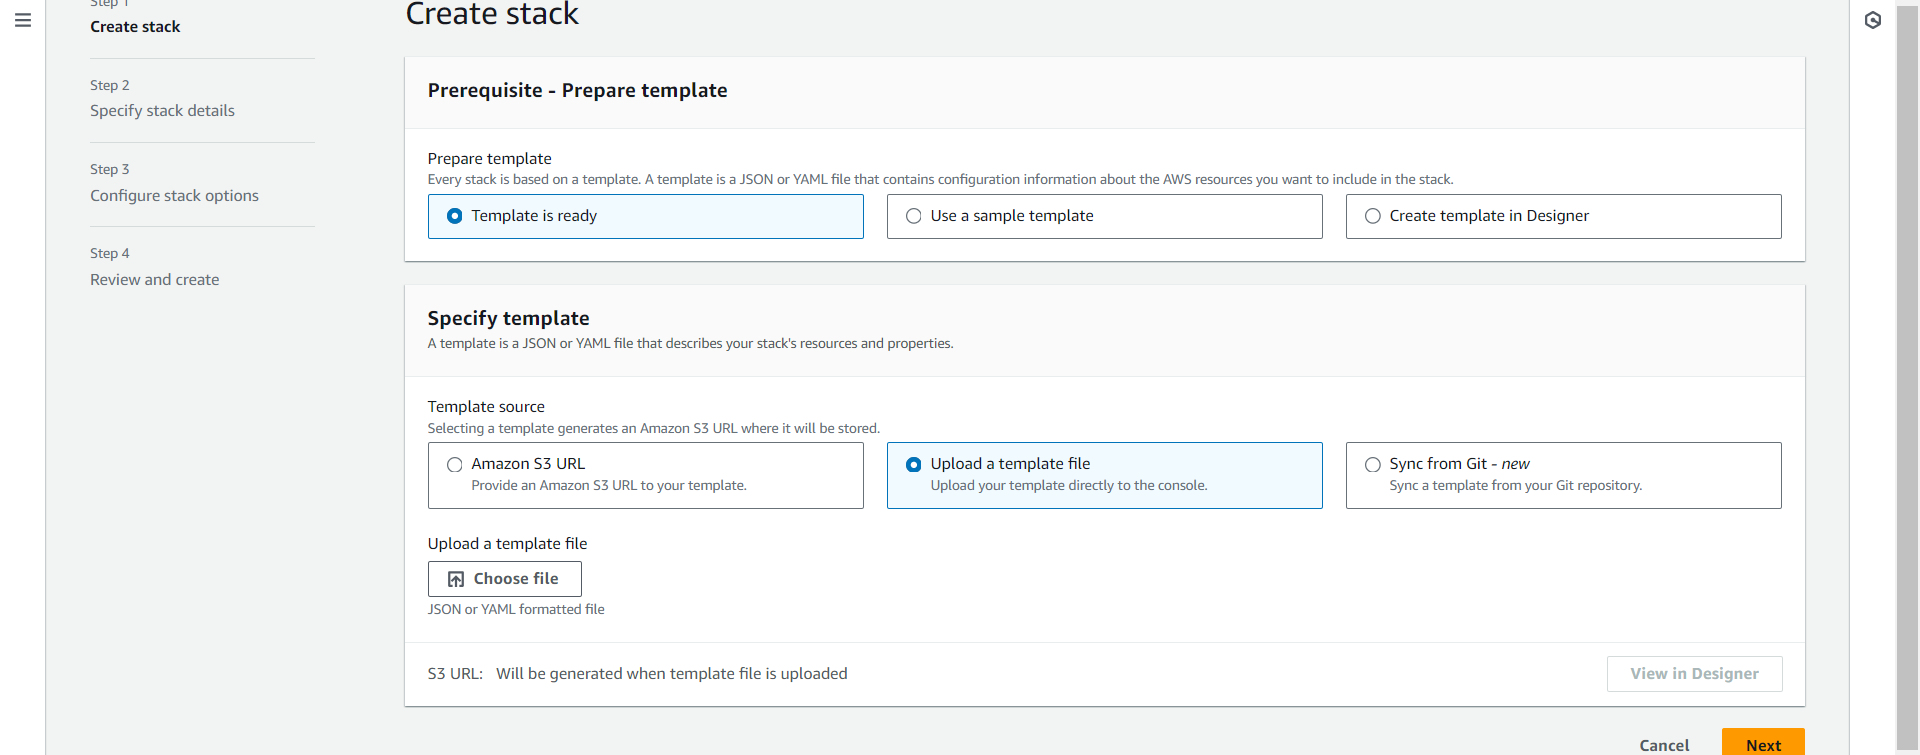 Step 1
Create stack
Step 2
Specify stack details
Step 3
Configure stack options
Step 4
Review and create
Create stack
Prerequisite - Prepare template
Prepare template
Every stack is based on a template. A template is a JSON or YAML file that contains configuration information about the AWS resources you want to include in the stack.
Template is ready
Use a sample template
Create template in Designer
Specify template
A template is a JSON or YAML file that describes your stack's resources and properties.
Template source
Selecting a template generates an Amazon S3 URL where it will be stored.
Amazon S3 URL
Provide an Amazon S3 URL to your template.
Upload a template file
Upload your template directly to the console.
Sync from Git - new
Sync a template from your Git repository.
Upload a template file
Choose file
JSON or YAML formatted file
S3 URL: Will be generated when template file is uploaded
View in Designer
Cancel
Next